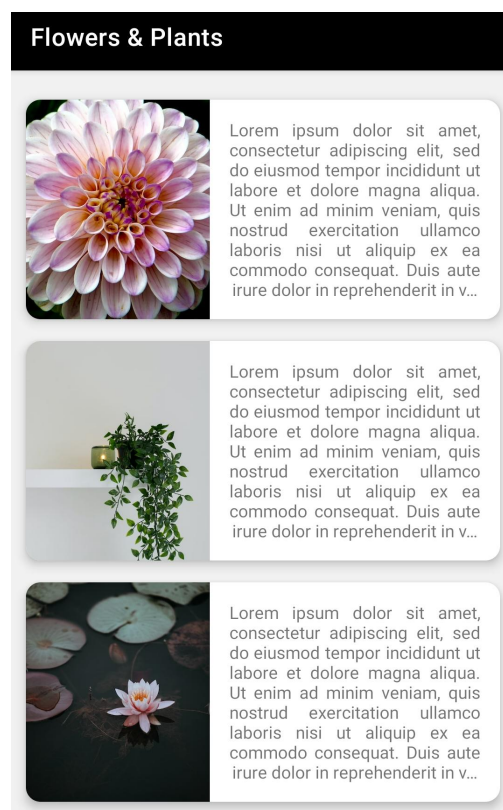 Flowers & Plants
Lorem ipsum dolor sit amet,
consectetur adipiscing elit, sed
do eiusmod tempor incididunt ut
labore et dolore magna aliqua.
Ut enim ad minim veniam, quis
nostrud exercitation ullamco
laboris nisi ut aliquip ex ea
commodo consequat. Duis aute
irure dolor in reprehenderit in v...
Lorem ipsum dolor sit amet,
consectetur adipiscing elit, sed
do eiusmod tempor incididunt ut
labore et dolore magna aliqua.
Ut enim ad minim veniam, quis
nostrud exercitation ullamco
laboris nisi ut aliquip ex ea
commodo consequat. Duis aute
irure dolor in reprehenderit in v...
Lorem ipsum dolor sit amet,
consectetur adipiscing elit, sed
do eiusmod tempor incididunt ut
labore et dolore magna aliqua.
Ut enim ad minim veniam, quis
nostrud exercitation ullamco
laboris nisi ut aliquip ex ea
commodo consequat. Duis aute
irure dolor in reprehenderit in v...